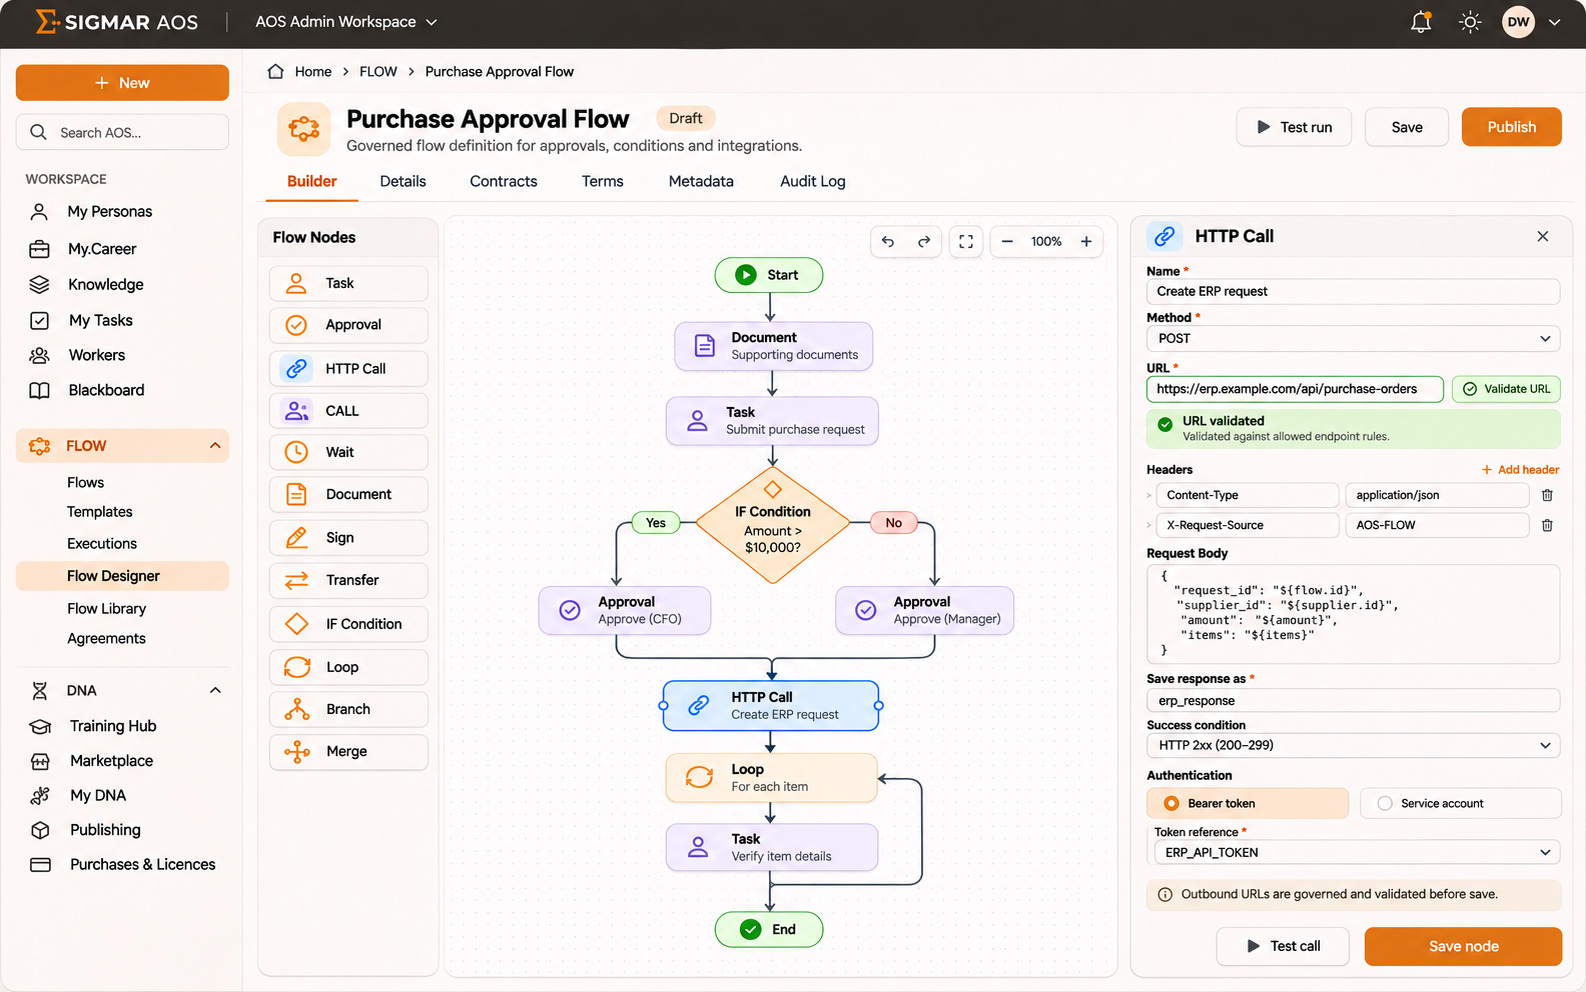 SIGMAR AOS
AOS Admin Workspace
DW
+ New
Search AOS...
WORKSPACE
My Personas
My.Career
Knowledge
My Tasks
Workers
Blackboard
FLOW
Flows
Templates
Executions
Flow Designer
Flow Library
Agreements
DNA
Training Hub
Marketplace
My DNA
Publishing
Purchases & Licences
Home > FLOW > Purchase Approval Flow
Purchase Approval Flow
Draft
Governed flow definition for approvals, conditions and integrations.
Test run
Save
Publish
Builder
Details
Contracts
Terms
Metadata
Audit Log
Flow Nodes
Task
Approval
HTTP Call
CALL
Wait
Document
Sign
Transfer
IF Condition
Loop
Branch
Merge
100%
Start
Document
Supporting documents
Task
Submit purchase request
IF Condition
Amount >
$10,000?
Yes
No
Approval
Approve (CFO)
Approval
Approve (Manager)
HTTP Call
Create ERP request
Loop
For each item
Task
Verify item details
End
HTTP Call
Name *
Create ERP request
Method *
POST
URL *
https://erp.example.com/api/purchase-orders
Validate URL
URL validated
Validated against allowed endpoint rules.
Headers
+ Add header
Content-Type
application/json
X-Request-Source
AOS-FLOW
Request Body
{
"request_id": "${flow.id}",
"supplier_id": "${supplier.id}",
"amount": "${amount}",
"items": "${items}"
}
Save response as *
erp_response
Success condition
HTTP 2xx (200–299)
Authentication
Bearer token
Service account
Token reference *
ERP_API_TOKEN
Outbound URLs are governed and validated before save.
Test call
Save node